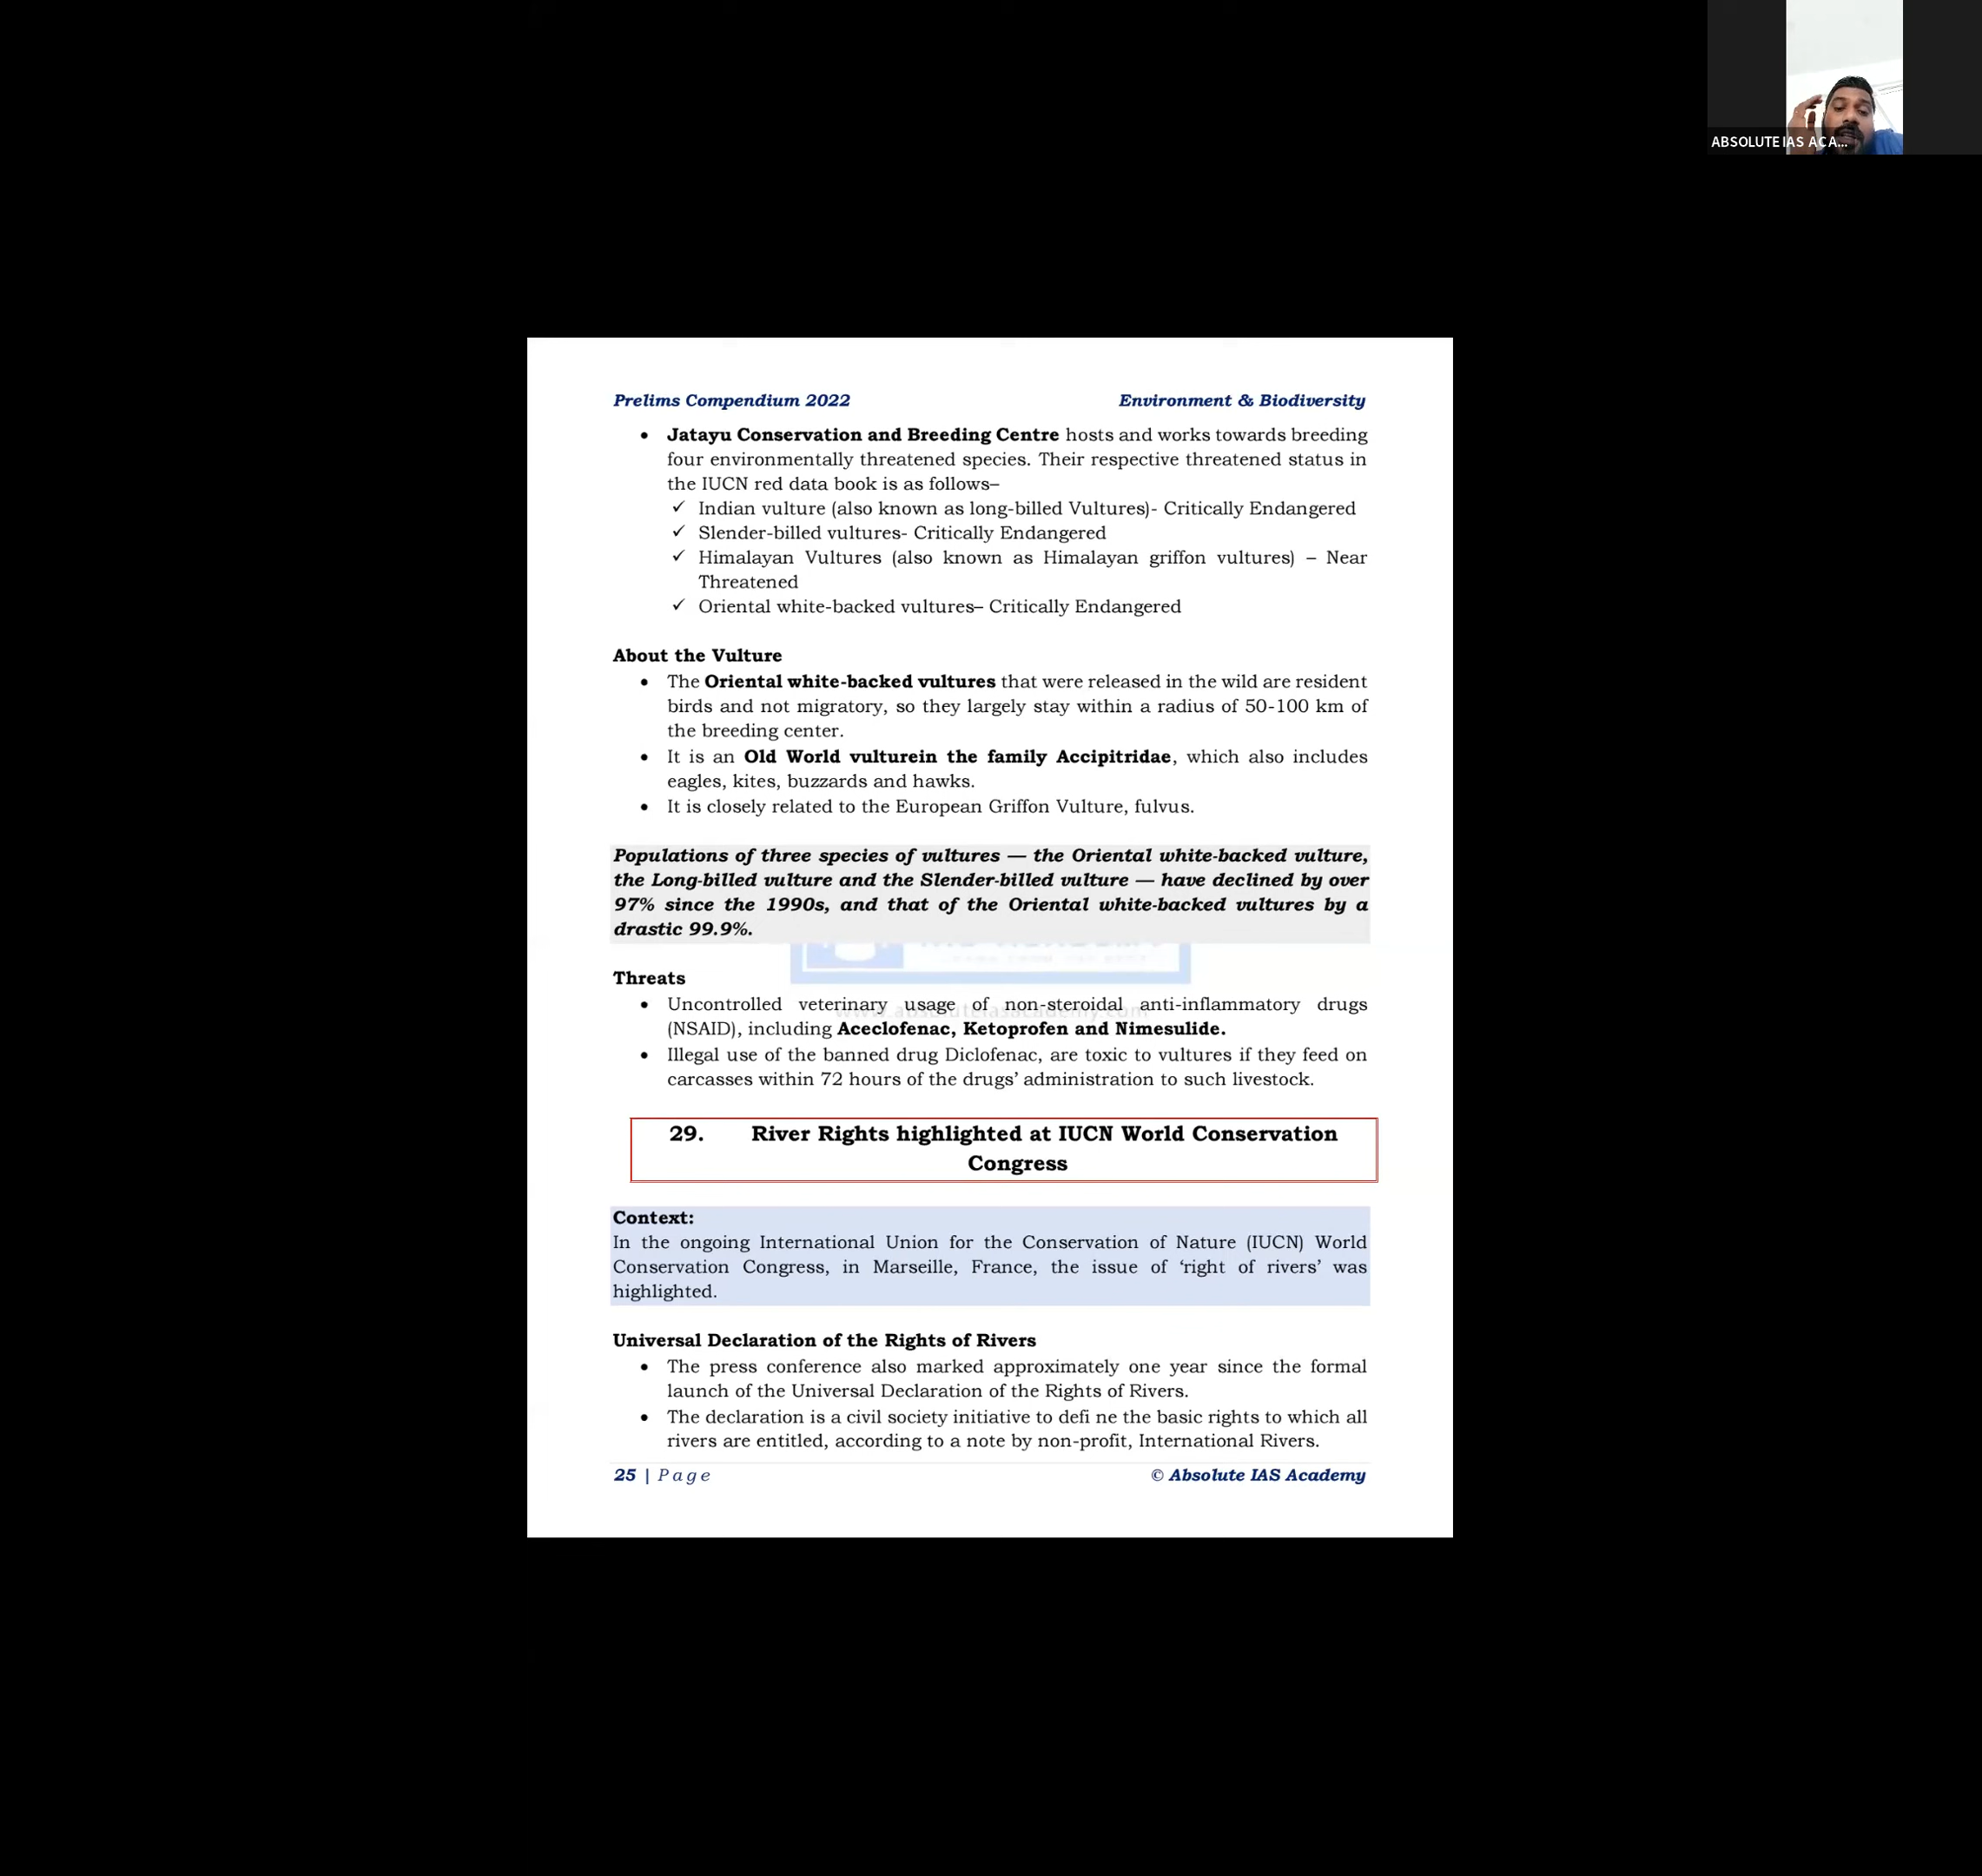 ABSOLUTE IAS ACA...
Prelims Compendium 2022
Environment & Biodiversity
• Jatayu Conservation and Breeding Centre hosts and works towards breeding
four environmentally threatened species. Their respective threatened status in
the IUCN red data book is as follows–
✓ Indian vulture (also known as long-billed Vultures)- Critically Endangered
✓ Slender-billed vultures- Critically Endangered
✓ Himalayan Vultures (also known as Himalayan griffon vultures) – Near
Threatened
✓ Oriental white-backed vultures– Critically Endangered
About the Vulture
• The Oriental white-backed vultures that were released in the wild are resident
birds and not migratory, so they largely stay within a radius of 50-100 km of
the breeding center.
• It is an Old World vulturein the family Accipitridae, which also includes
eagles, kites, buzzards and hawks.
• It is closely related to the European Griffon Vulture, fulvus.
Populations of three species of vultures — the Oriental white-backed vulture,
the Long-billed vulture and the Slender-billed vulture — have declined by over
97% since the 1990s, and that of the Oriental white-backed vultures by a
drastic 99.9%.
Threats
• Uncontrolled veterinary usage of non-steroidal anti-inflammatory drugs
www.absoluteiasacademy.com
(NSAID), including Aceclofenac, Ketoprofen and Nimesulide.
• Illegal use of the banned drug Diclofenac, are toxic to vultures if they feed on
carcasses within 72 hours of the drugs’ administration to such livestock.
29. River Rights highlighted at IUCN World Conservation
Congress
Context:
In the ongoing International Union for the Conservation of Nature (IUCN) World
Conservation Congress, in Marseille, France, the issue of ‘right of rivers’ was
highlighted.
Universal Declaration of the Rights of Rivers
• The press conference also marked approximately one year since the formal
launch of the Universal Declaration of the Rights of Rivers.
• The declaration is a civil society initiative to defi ne the basic rights to which all
rivers are entitled, according to a note by non-profit, International Rivers.
25 | Page
© Absolute IAS Academy